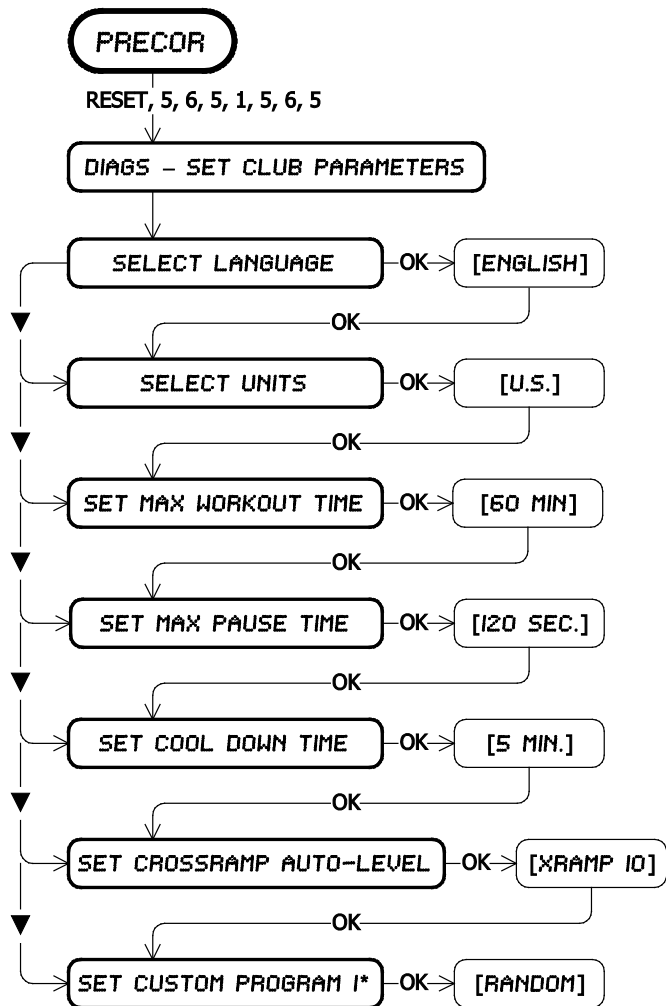 PRECOR
RESET, 5, 6, 5, 1, 5, 6, 5
DIAGS – SET CLUB PARAMETERS
SELECT LANGUAGE OK [ENGLISH]
OK
SELECT UNITS OK [U.S.]
OK
SET MAX WORKOUT TIME OK [60 MIN]
OK
SET MAX PAUSE TIME OK [120 SEC.]
OK
SET COOL DOWN TIME OK [5 MIN.]
OK
SET CROSSRAMP AUTO-LEVEL OK [XRAMP 10]
OK
SET CUSTOM PROGRAM 1* OK [RANDOM]